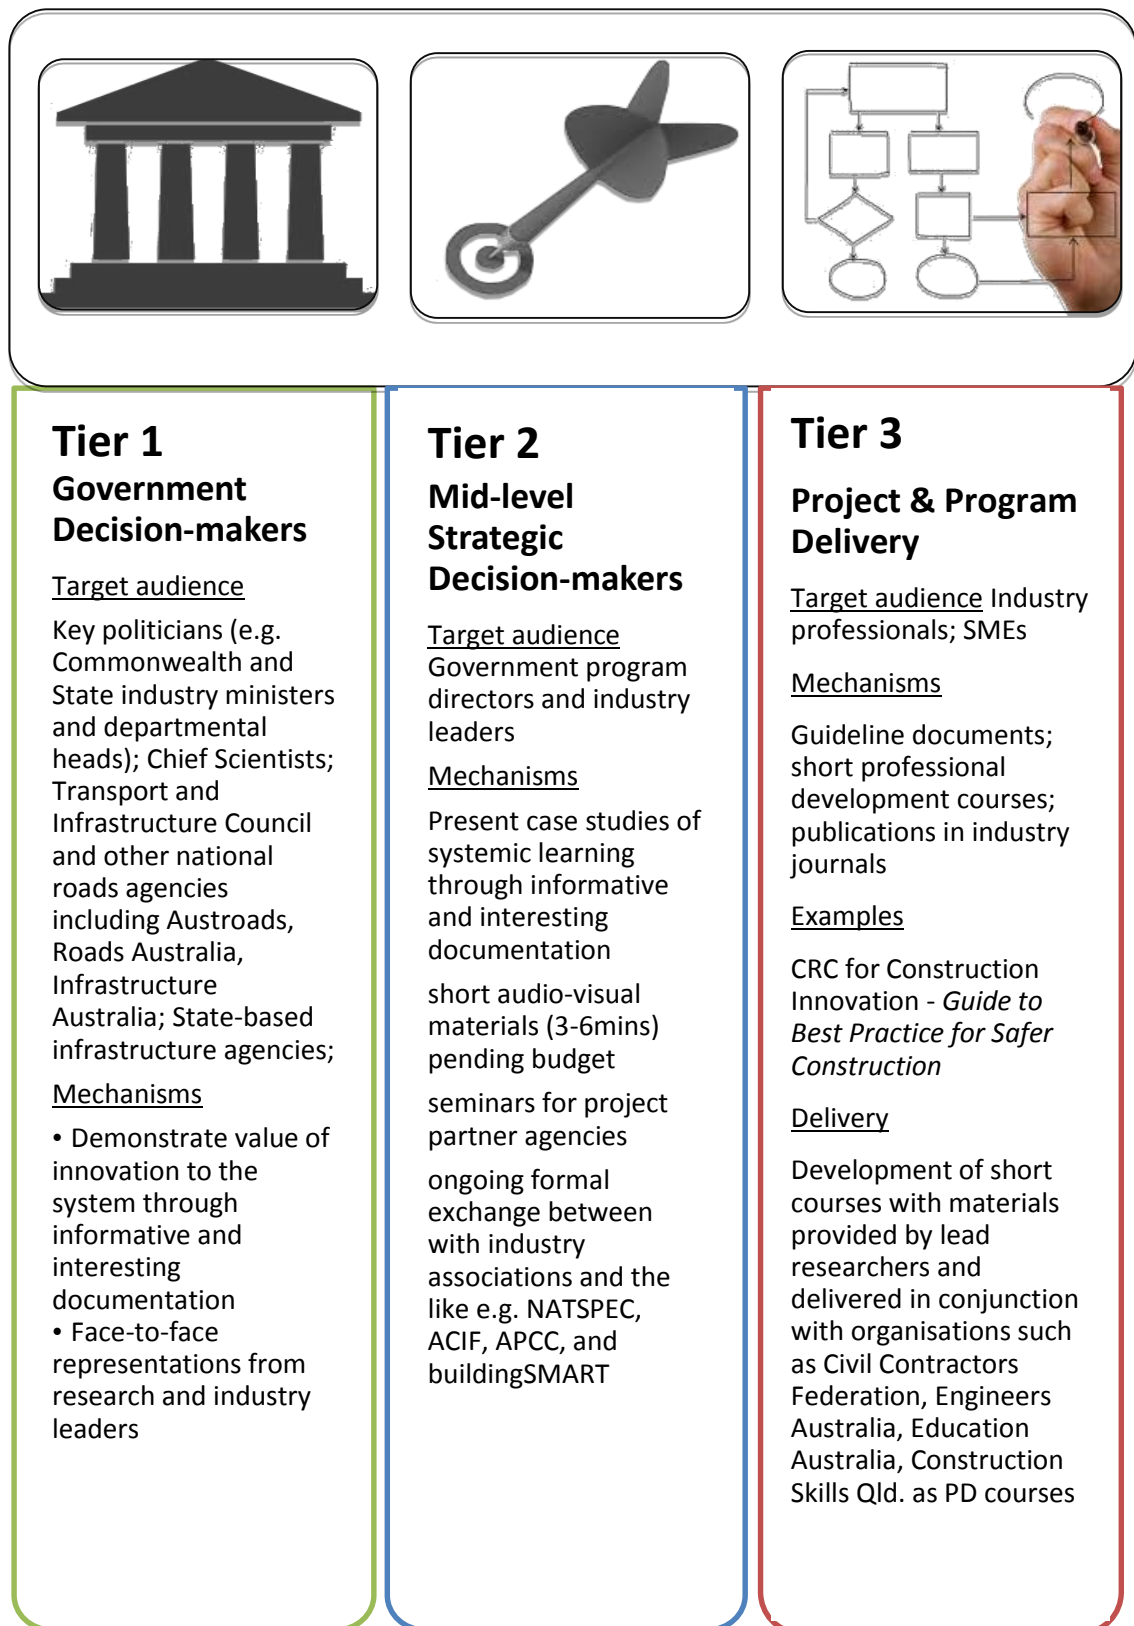 Tier 1
Government
Decision-makers
Target audience
Key politicians (e.g.
Commonwealth and
State industry ministers
and departmental
heads); Chief Scientists;
Transport and
Infrastructure Council
and other national
roads agencies
including Austroads,
Roads Australia,
Infrastructure
Australia; State-based
infrastructure agencies;
Mechanisms
• Demonstrate value of
innovation to the
system through
informative and
interesting
documentation
• Face-to-face
representations from
research and industry
leaders
Tier 2
Mid-level
Strategic
Decision-makers
Target audience
Government program
directors and industry
leaders
Mechanisms
Present case studies of
systemic learning
through informative
and interesting
documentation
short audio-visual
materials (3-6mins)
pending budget
seminars for project
partner agencies
ongoing formal
exchange between
with industry
associations and the
like e.g. NATSPEC,
ACIF, APCC, and
buildingSMART
Tier 3
Project & Program
Delivery
Target audience Industry
professionals; SMEs
Mechanisms
Guideline documents;
short professional
development courses;
publications in industry
journals
Examples
CRC for Construction
Innovation - Guide to
Best Practice for Safer
Construction
Delivery
Development of short
courses with materials
provided by lead
researchers and
delivered in conjunction
with organisations such
as Civil Contractors
Federation, Engineers
Australia, Education
Australia, Construction
Skills Qld. as PD courses